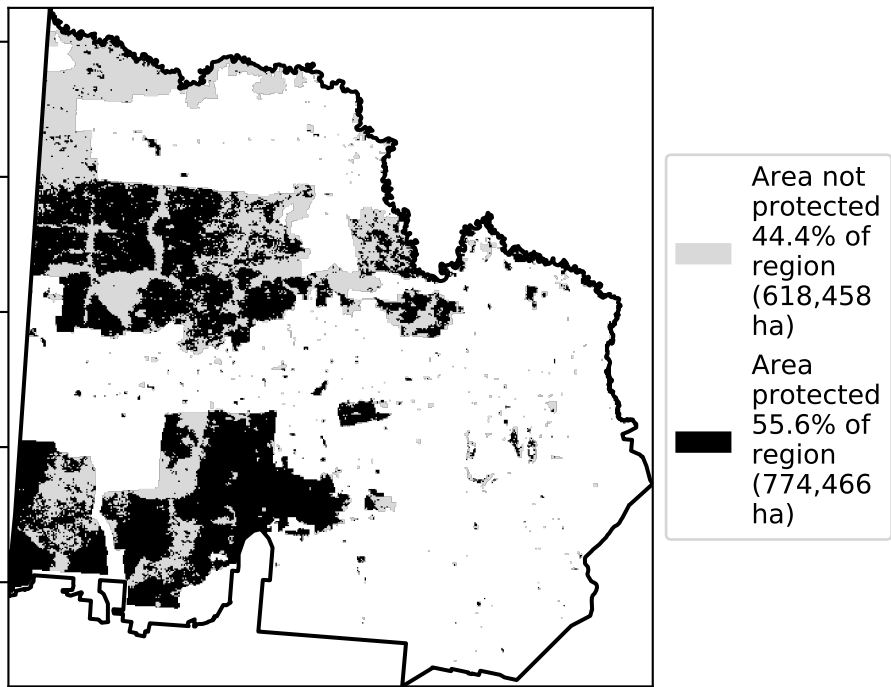 Area not
protected
44.4% of
region
(618,458
ha)
Area
protected
55.6% of
region
(774,466
ha)